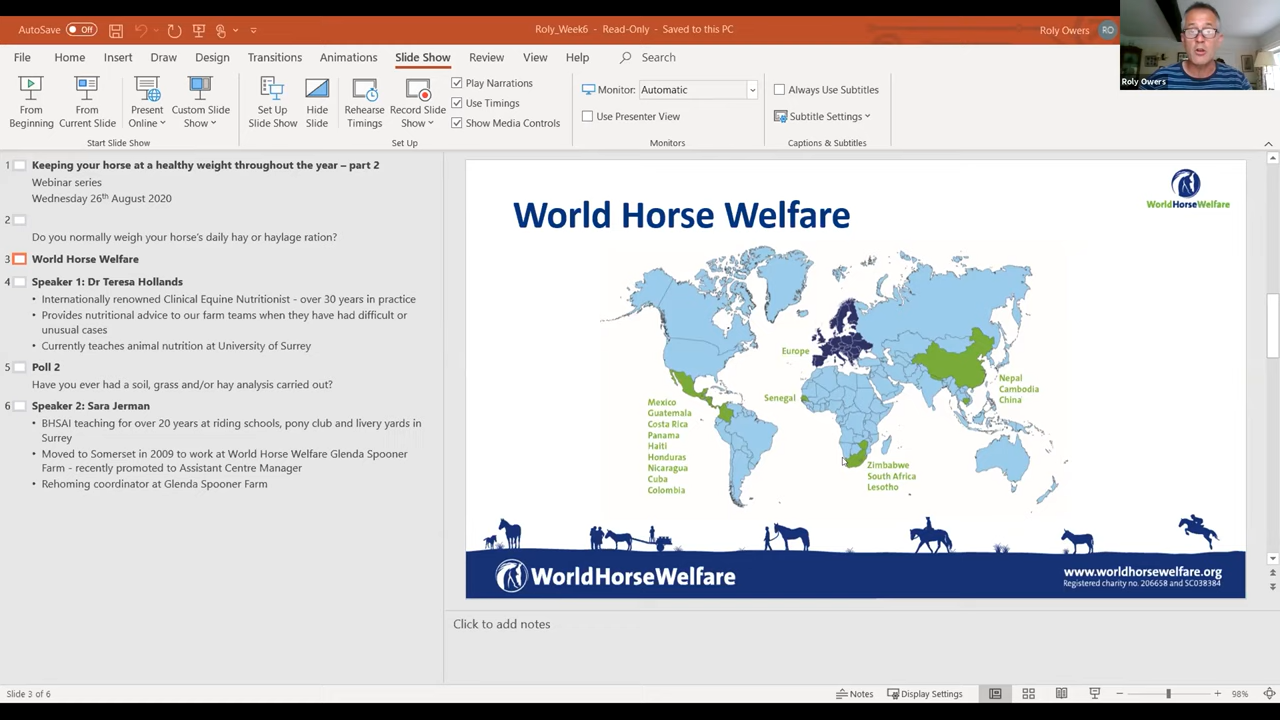 AutoSave Off
Roly_Week6 - Read-Only - Saved to this PC
Roly Owers RO
Roly Owers
File Home Insert Draw Design Transitions Animations Slide Show Review View Help Search
From Beginning
From Current Slide
Present Online
Custom Slide Show
Start Slide Show
Set Up Slide Show
Hide Slide
Rehearse Timings
Record Slide Show
Play Narrations
Use Timings
Show Media Controls
Set Up
Monitor: Automatic
Use Presenter View
Monitors
Always Use Subtitles
Subtitle Settings
Captions & Subtitles
1 Keeping your horse at a healthy weight throughout the year – part 2
Webinar series
Wednesday 26th August 2020
2
Do you normally weigh your horse's daily hay or haylage ration?
3 World Horse Welfare
4 Speaker 1: Dr Teresa Hollands
• Internationally renowned Clinical Equine Nutritionist - over 30 years in practice
• Provides nutritional advice to our farm teams when they have had difficult or
unusual cases
• Currently teaches animal nutrition at University of Surrey
5 Poll 2
Have you ever had a soil, grass and/or hay analysis carried out?
6 Speaker 2: Sara Jerman
• BHSAI teaching for over 20 years at riding schools, pony club and livery yards in
Surrey
• Moved to Somerset in 2009 to work at World Horse Welfare Glenda Spooner
Farm - recently promoted to Assistant Centre Manager
• Rehoming coordinator at Glenda Spooner Farm
WorldHorseWelfare
World Horse Welfare
Europe
Senegal
Nepal
Cambodia
China
Mexico
Guatemala
Costa Rica
Panama
Haiti
Honduras
Nicaragua
Cuba
Colombia
Zimbabwe
South Africa
Lesotho
WorldHorseWelfare
www.worldhorsewelfare.org
Registered charity no. 206658 and SC038384
Click to add notes
Slide 3 of 6
Notes Display Settings 98%